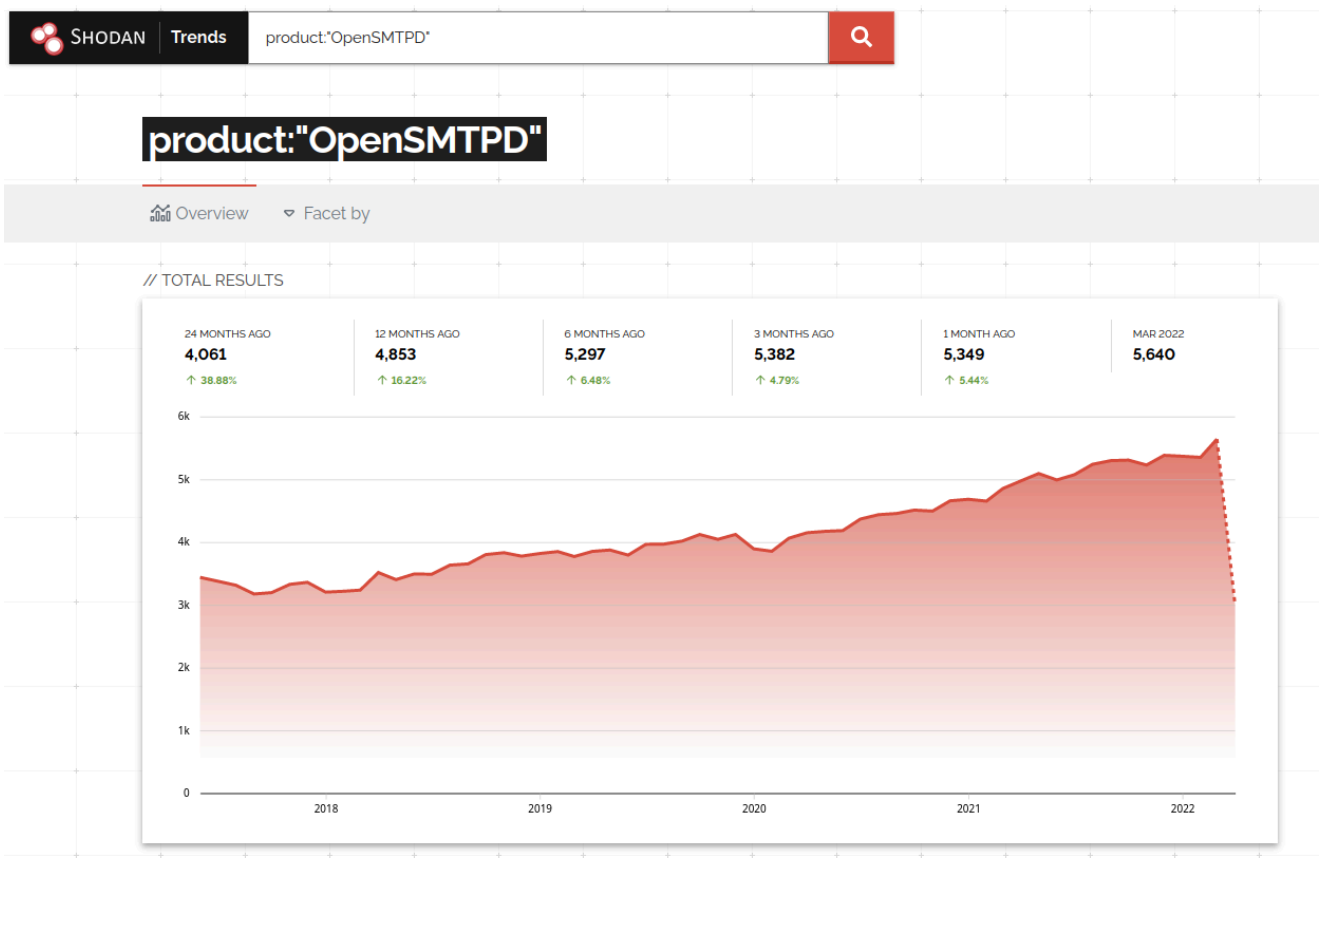 SHODAN Trends product:"OpenSMTPD"
product:"OpenSMTPD"
Overview Facet by
// TOTAL RESULTS
24 MONTHS AGO 12 MONTHS AGO 6 MONTHS AGO 3 MONTHS AGO 1 MONTH AGO MAR 2022
4,061 4,853 5,297 5,382 5,349 5,640
↑ 38.88% ↑ 16.22% ↑ 6.48% ↑ 4.79% ↑ 5.44%
6k
5k
4k
3k
2k
1k
0
2018 2019 2020 2021 2022